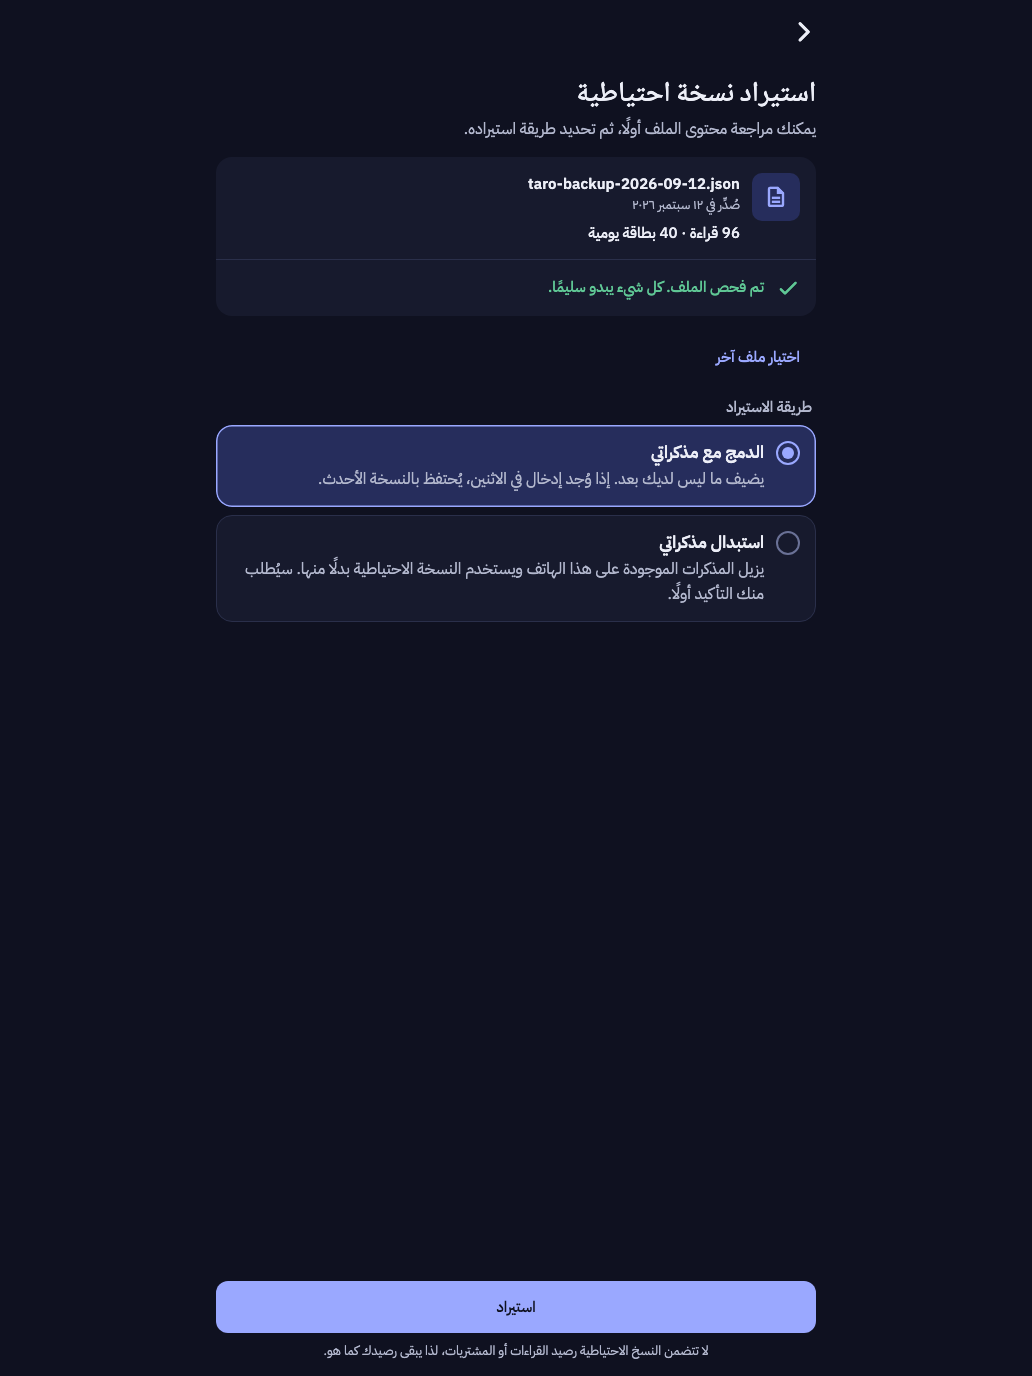 استيراد نسخة احتياطية
يمكنك مراجعة محتوى الملف أولًا، ثم تحديد طريقة استيراده.
taro-backup-2026-09-12.json
صُدِّر في ١٢ سبتمبر ٢٠٢٦
96 قراءة · 40 بطاقة يومية
تم فحص الملف. كل شيء يبدو سليمًا.
اختيار ملف آخر
طريقة الاستيراد
الدمج مع مذكراتي
يضيف ما ليس لديك بعد. إذا وُجد إدخال في الاثنين، يُحتفظ بالنسخة الأحدث.
استبدال مذكراتي
يزيل المذكرات الموجودة على هذا الهاتف ويستخدم النسخة الاحتياطية بدلًا منها. سيُطلب
منك التأكيد أولًا.
استيراد
لا تتضمن النسخ الاحتياطية رصيد القراءات أو المشتريات، لذا يبقى رصيدك كما هو.